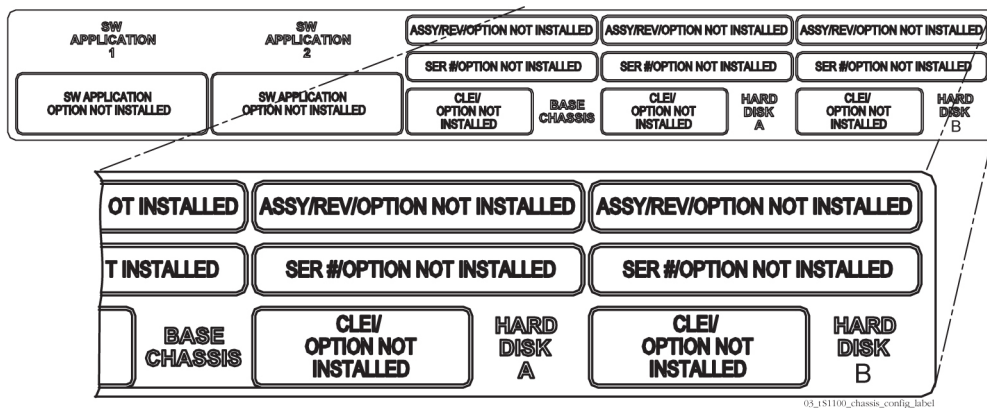 SW
APPLICATION
1
SW
APPLICATION
2
ASSY/REV/OPTION NOT INSTALLED
ASSY/REV/OPTION NOT INSTALLED
ASSY/REV/OPTION NOT INSTALLED
SER #/OPTION NOT INSTALLED
SER #/OPTION NOT INSTALLED
SER #/OPTION NOT INSTALLED
SW APPLICATION
OPTION NOT INSTALLED
SW APPLICATION
OPTION NOT INSTALLED
CLEI/
OPTION NOT
INSTALLED
BASE
CHASSIS
CLEI/
OPTION NOT
INSTALLED
HARD
DISK
A
CLEI/
OPTION NOT
INSTALLED
HARD
DISK
B
OT INSTALLED
ASSY/REV/OPTION NOT INSTALLED
ASSY/REV/OPTION NOT INSTALLED
T INSTALLED
SER #/OPTION NOT INSTALLED
SER #/OPTION NOT INSTALLED
BASE
CHASSIS
CLEI/
OPTION NOT
INSTALLED
HARD
DISK
A
CLEI/
OPTION NOT
INSTALLED
HARD
DISK
B
03_tS1100_chassis_config_label